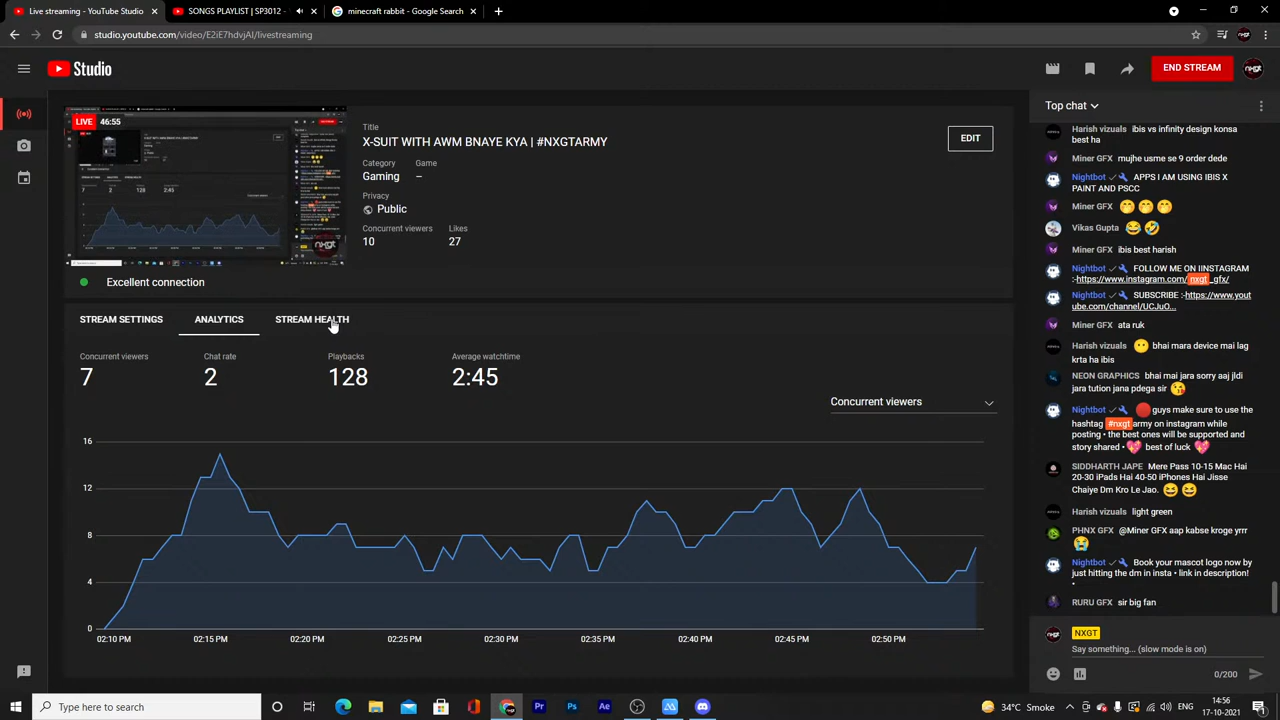 Live streaming - YouTube Studio
SONGS PLAYLIST | SP3012 -
minecraft rabbit - Google Search
studio.youtube.com/video/E2iE7hdvjAI/livestreaming
Studio
END STREAM
nxgt
LIVE 46:55
Title
X-SUIT WITH AWM BNAYE KYA | #NXGTARMY
Category
Game
Gaming
–
Privacy
Public
Concurrent viewers
Likes
10
27
EDIT
Excellent connection
STREAM SETTINGS
ANALYTICS
STREAM HEALTH
Concurrent viewers
Chat rate
Playbacks
Average watchtime
7
2
128
2:45
Concurrent viewers
16
12
8
4
0
02:10 PM
02:15 PM
02:20 PM
02:25 PM
02:30 PM
02:35 PM
02:40 PM
02:45 PM
02:50 PM
Top chat
Harish vizuals ibis vs infinity design konsa
best ha
Miner GFX mujhe usme se 9 order dede
Nightbot APPS I AM USING IBIS X
PAINT AND PSCC
Miner GFX 🤭 🤭 🤭
Vikas Gupta 😂 🤣
Miner GFX ibis best harish
Nightbot FOLLOW ME ON IINSTAGRAM
:-https://www.instagram.com/ nxgt _gfx/
Nightbot SUBSCRIBE :-https://www.yout
ube.com/channel/UCJuO...
Miner GFX ata ruk
Harish vizuals 😶 bhai mara device mai lag
krta ha ibis
NEON GRAPHICS bhai mai jara sorry aaj jldi
jara tution jana pdega sir 😘
Nightbot 🔴 guys make sure to use the
hashtag #nxgt army on instagram while
posting • the best ones will be supported and
story shared • 💖 best of luck 💖
SIDDHARTH JAPE Mere Pass 10-15 Mac Hai
20-30 iPads Hai 40-50 iPhones Hai Jisse
Chaiye Dm Kro Le Jao. 😆 😆
Harish vizuals light green
PHNX GFX @Miner GFX aap kabse kroge yrrr
😭
Nightbot Book your mascot logo now by
just hitting the dm in insta • link in description!
•
RURU GFX sir big fan
NXGT
Say something... (slow mode is on)
0/200
Type here to search
34°C Smoke
14:56
17-10-2021